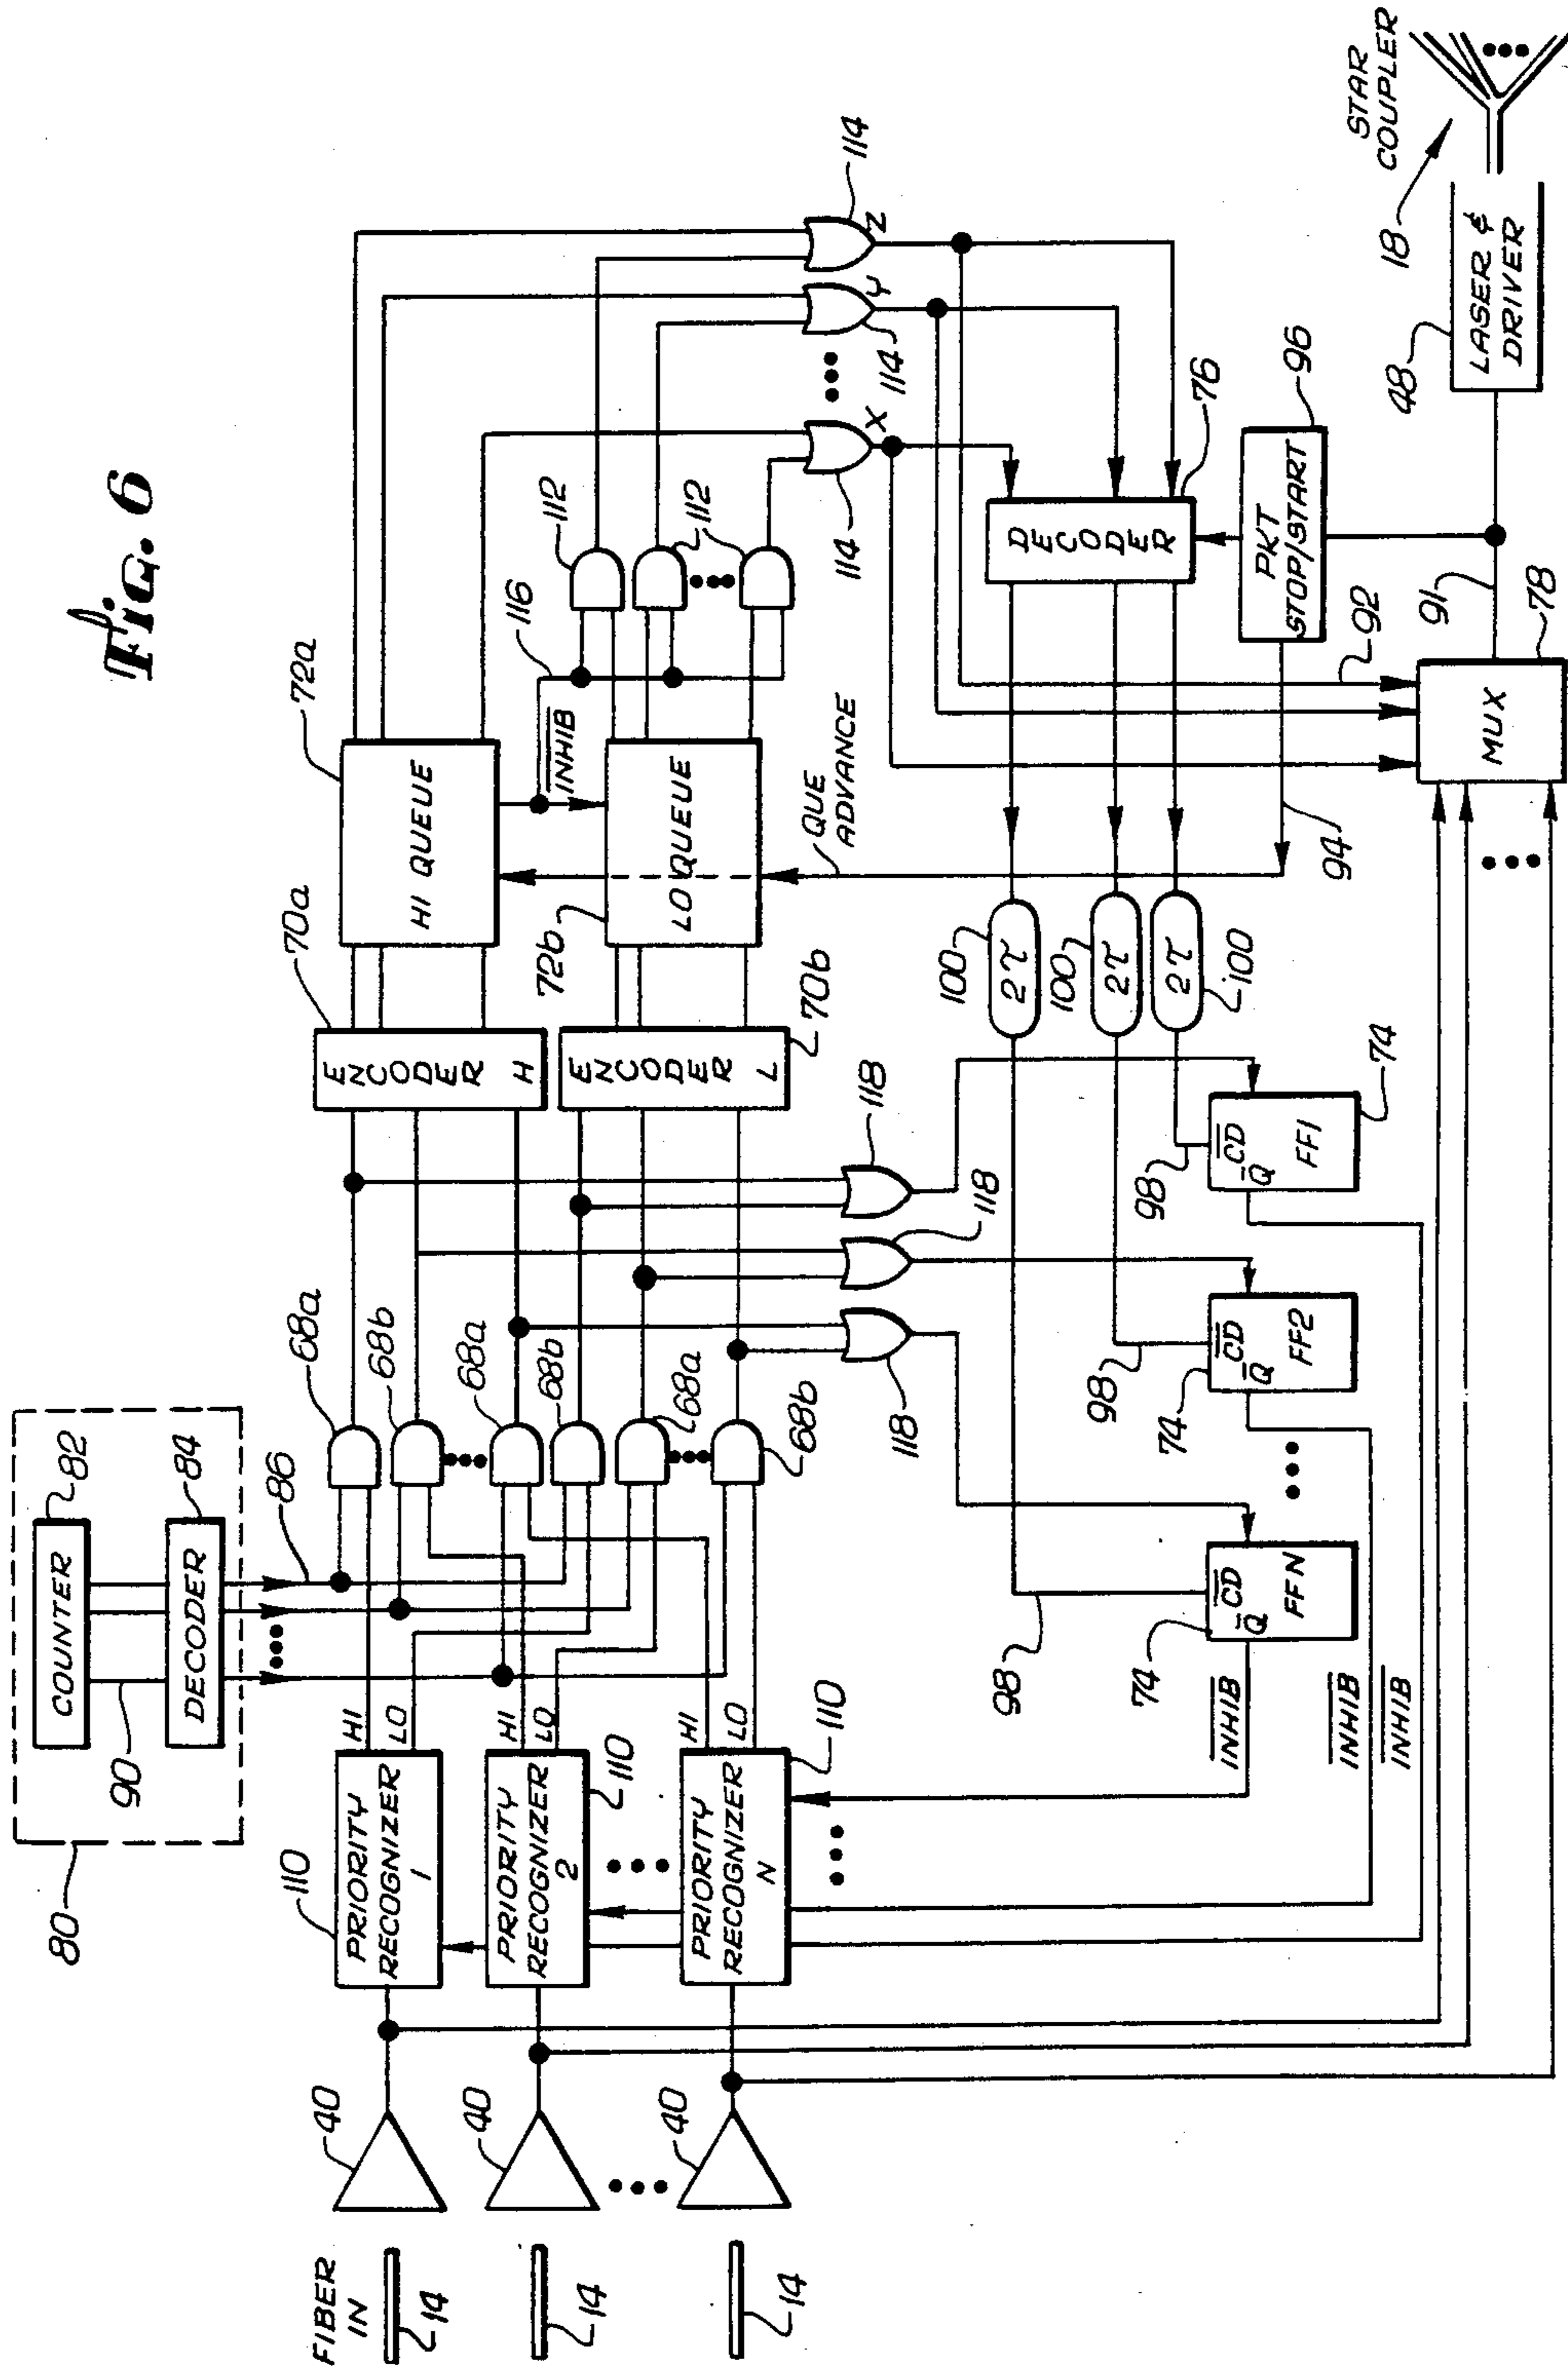 Fig. 6
80
COUNTER
82
90
DECODER
84
86
FIBER
IN
14
14
14
40
40
40
110
PRIORITY
RECOGNIZER
1
HI
LO
PRIORITY
RECOGNIZER
2
110
HI
LO
PRIORITY
RECOGNIZER
N
110
HI
LO
68a
68b
68a
68b
68a
68b
ENCODER H
70a
ENCODER L
70b
HI QUEUE
72a
LO QUEUE
72b
INHIB
116
112
112
114
114
114
X
Y
Z
QUE
ADVANCE
118
118
118
100
2τ
100
2τ
2τ
100
DECODER
76
PKT
STOP/START
96
94
92
91
98
98
98
74
CD
Q
FFN
74
CD
Q
FF2
74
CD
Q
FF1
INHIB
INHIB
INHIB
MUX
78
48
LASER &
DRIVER
18
STAR
COUPLER